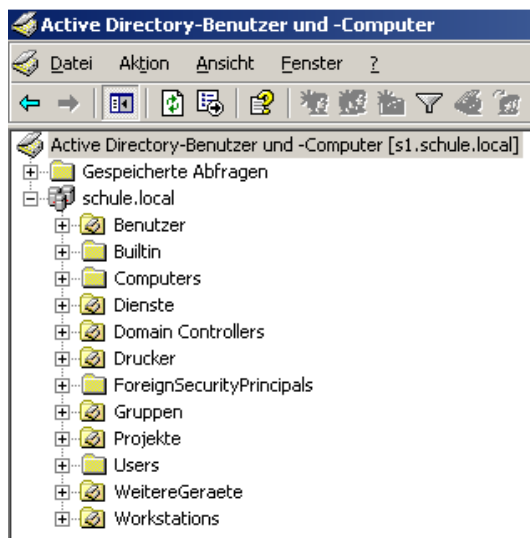 Active Directory-Benutzer und -Computer
Datei Aktion Ansicht Fenster ?
Active Directory-Benutzer und -Computer [s1.schule.local]
Gespeicherte Abfragen
schule.local
Benutzer
Builtin
Computers
Dienste
Domain Controllers
Drucker
ForeignSecurityPrincipals
Gruppen
Projekte
Users
WeitereGeraete
Workstations